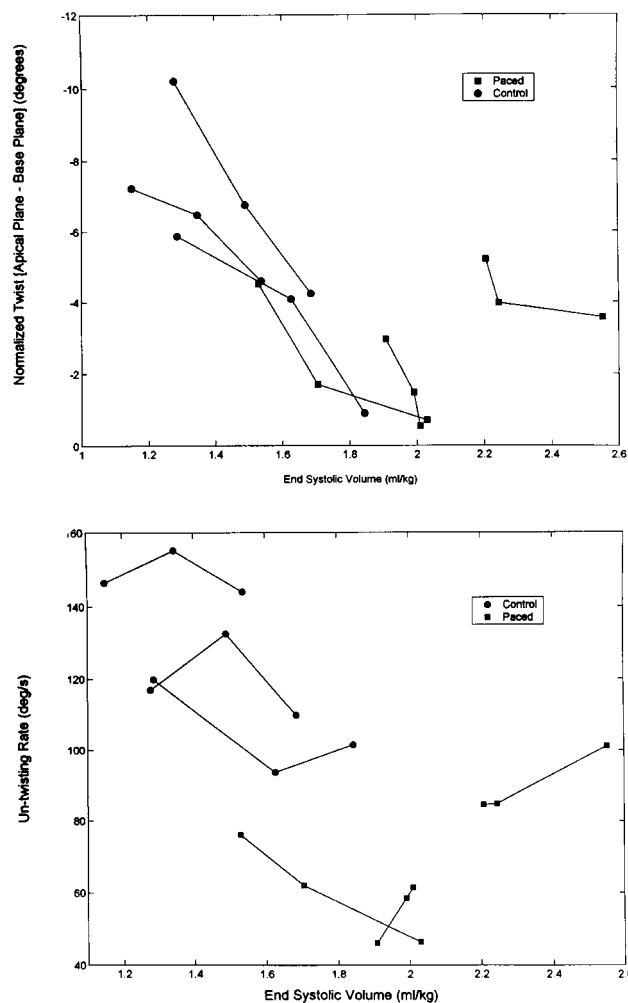 -12
-10
-8
-6
-4
-2
0
Normalized Twist [Apical Plane - Base Plane] (degrees)
Paced
Control
1 1.2 1.4 1.6 1.8 2 2.2 2.4 2.6
End Systolic Volume (ml/kg)
160
140
120
100
80
60
40
Un-twisting Rate (deg/s)
Control
Paced
1.2 1.4 1.6 1.8 2 2.2 2.4 2.
End Systolic Volume (ml/kg)